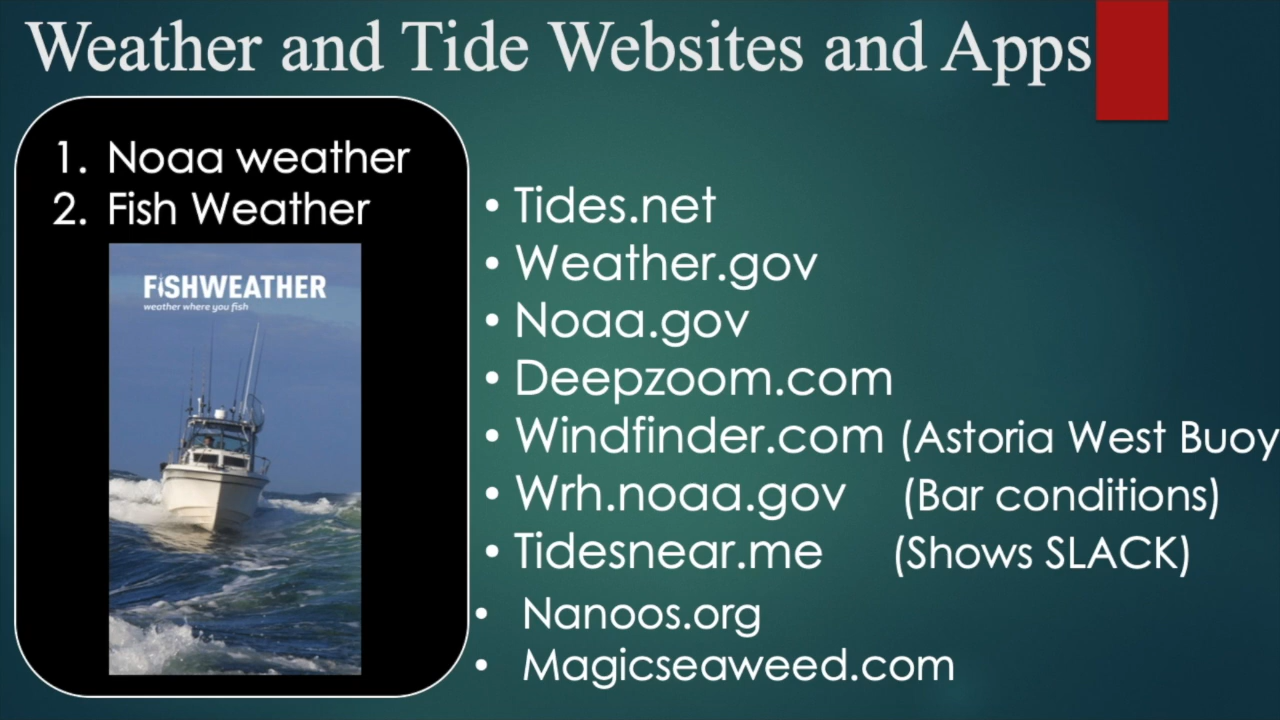 Weather and Tide Websites and Apps
1. Noaa weather
2. Fish Weather
FISHWEATHER
weather where you fish
• Tides.net
• Weather.gov
• Noaa.gov
• Deepzoom.com
• Windfinder.com (Astoria West Buoy
• Wrh.noaa.gov (Bar conditions)
• Tidesnear.me (Shows SLACK)
• Nanoos.org
• Magicseaweed.com